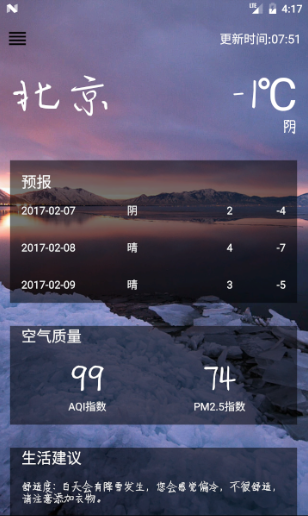 4:17
更新时间:07:51
北京
-1℃
阴
预报
2017-02-07 阴 2 -4
2017-02-08 晴 4 -7
2017-02-09 晴 3 -5
空气质量
99 74
AQI指数 PM2.5指数
生活建议
舒适度：白天会有降雪发生，您会感觉偏冷，不很舒适，
请注意添加衣物。